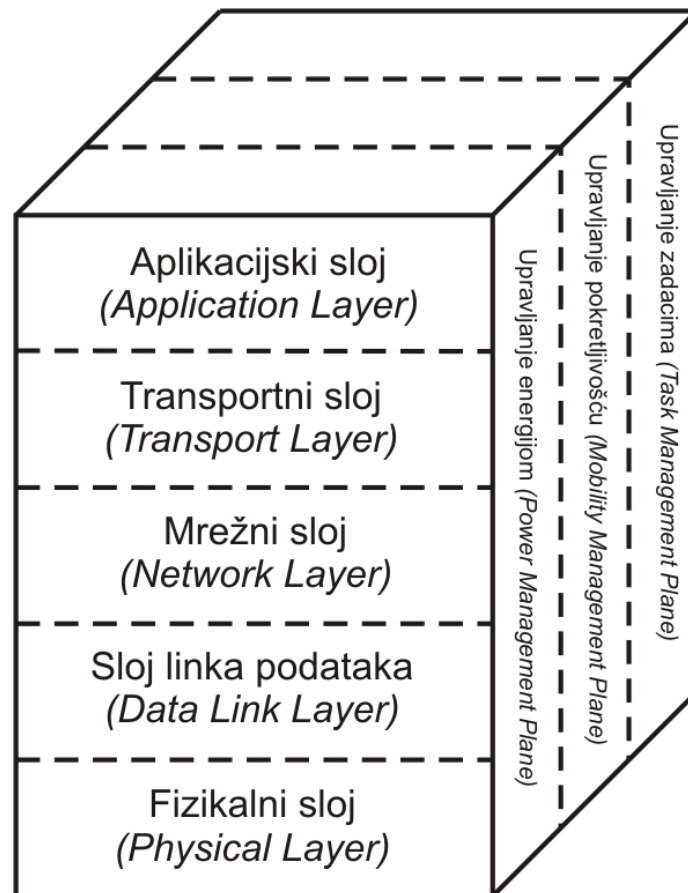 Aplikacijski sloj
(Application Layer)
Transportni sloj
(Transport Layer)
Mrežni sloj
(Network Layer)
Sloj linka podataka
(Data Link Layer)
Fizikalni sloj
(Physical Layer)
Upravljanje energijom (Power Management Plane)
Upravljanje pokretljivošću (Mobility Management Plane)
Upravljanje zadacima (Task Management Plane)